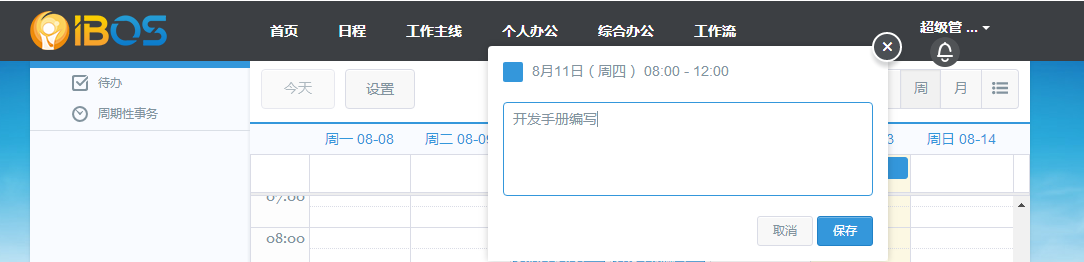 IBOS
首页 日程 工作主线 个人办公 综合办公 工作流 超级管 ...
待办
周期性事务
今天 设置 周 月
8月11日（周四） 08:00 - 12:00
开发手册编写
周一 08-08 周二 08-09 3 周日 08-14
07:00
08:00
取消 保存